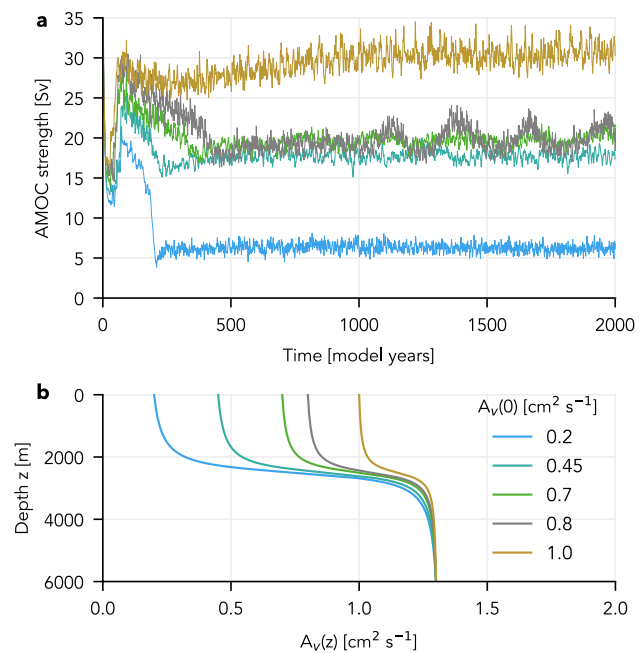 a
35
30
25
20
15
10
5
0
AMOC strength [Sv]
0 500 1000 1500 2000
Time [model years]
b
0
2000
4000
6000
Depth z [m]
A_v(0) [cm² s⁻¹]
0.2
0.45
0.7
0.8
1.0
0.0 0.5 1.0 1.5 2.0
A_v(z) [cm² s⁻¹]